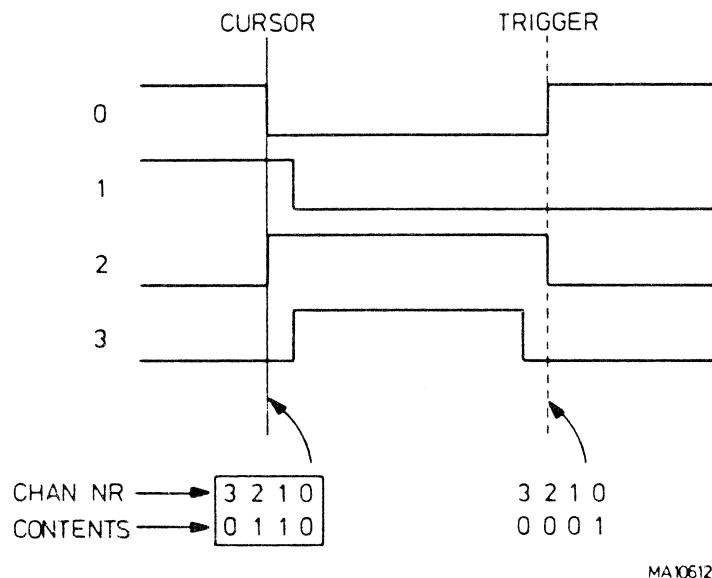 CURSOR TRIGGER
0
1
2
3
CHAN NR 3 2 1 0 3 2 1 0
CONTENTS 0 1 1 0 0 0 0 1
MA10612